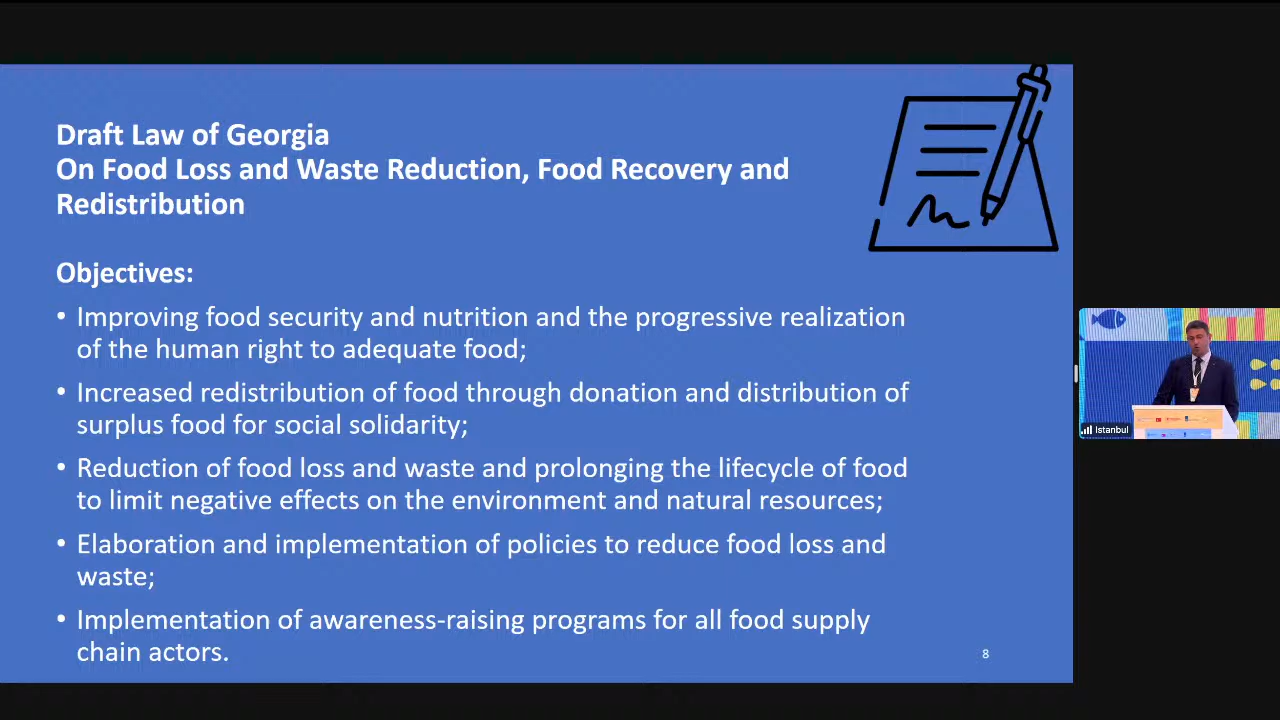 Draft Law of Georgia
On Food Loss and Waste Reduction, Food Recovery and
Redistribution
Objectives:
• Improving food security and nutrition and the progressive realization
of the human right to adequate food;
• Increased redistribution of food through donation and distribution of
surplus food for social solidarity;
• Reduction of food loss and waste and prolonging the lifecycle of food
to limit negative effects on the environment and natural resources;
• Elaboration and implementation of policies to reduce food loss and
waste;
• Implementation of awareness-raising programs for all food supply
chain actors.
8
Istanbul